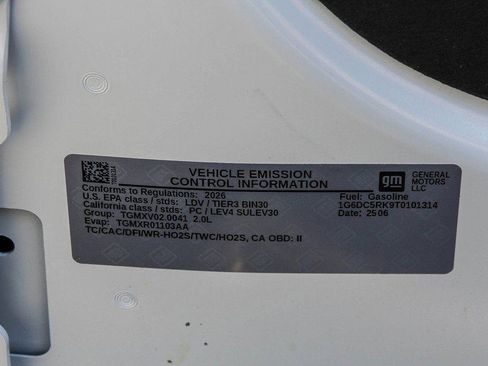 VEHICLE EMISSION
CONTROL INFORMATION
gm
GENERAL
MOTORS
LLC
Conforms to Regulations: 2026
Fuel: Gasoline
U.S. EPA class / stds: LDV / TIER3 BIN30
1G6DC5RK9T0101314
California class / stds: PC / LEV4 SULEV30
Date: 2506
Group: TGMXV02.0041 2.0L
Evap: TGMXR01103AA
TC/CAC/DFI/WR-HO2S/TWC/HO2S, CA OBD: II